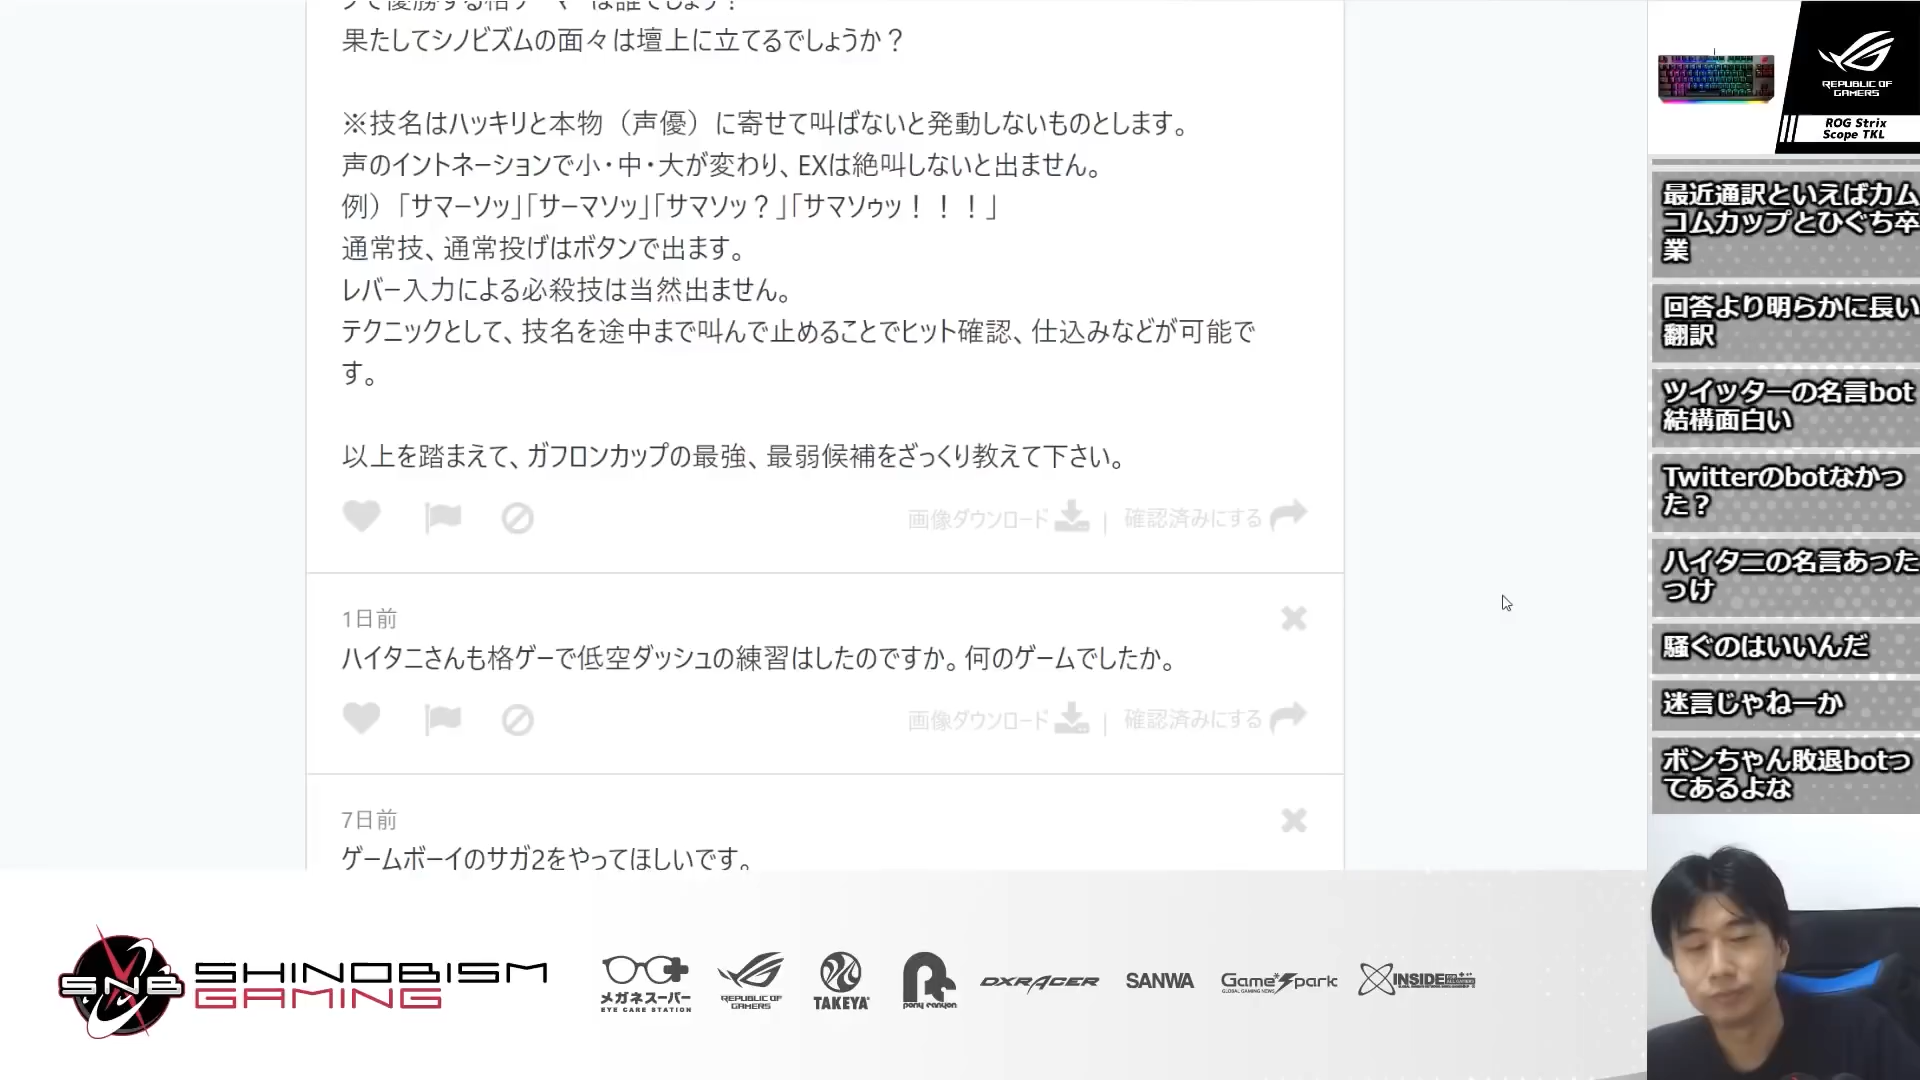 果たしてシノビズムの面々は壇上に立てるでしょうか？
※技名はハッキリと本物（声優）に寄せて叫ばないと発動しないものとします。
声のイントネーションで小・中・大が変わり、EXは絶叫しないと出ません。
例）「サマーソッ」「サーマソッ」「サマソッ？」「サマソゥッ！！！」
通常技、通常投げはボタンで出ます。
レバー入力による必殺技は当然出ません。
テクニックとして、技名を途中まで叫んで止めることでヒット確認、仕込みなどが可能で
す。
以上を踏まえて、ガフロンカップの最強、最弱候補をざっくり教えて下さい。
画像ダウンロード | 確認済みにする
1日前
ハイタニさんも格ゲーで低空ダッシュの練習はしたのですか。何のゲームでしたか。
画像ダウンロード | 確認済みにする
7日前
ゲームボーイのサガ2をやってほしいです。
REPUBLIC OF
GAMERS
ROG Strix
Scope TKL
最近通訳といえばカム
コムカップとひぐち卒
業
回答より明らかに長い
翻訳
ツイッターの名言bot
結構面白い
Twitterのbotなかっ
た？
ハイタニの名言あった
っけ
騒ぐのはいいんだ
迷言じゃねーか
ボンちゃん敗退botっ
てあるよな
SNB
SHINOBISM
GAMING
メガネスーパー
EYE CARE STATION
REPUBLIC OF
GAMERS
TAKEYA
pony canyon
DXRACER
SANWA
Game*Spark
GLOBAL GAMING NEWS
INSIDE